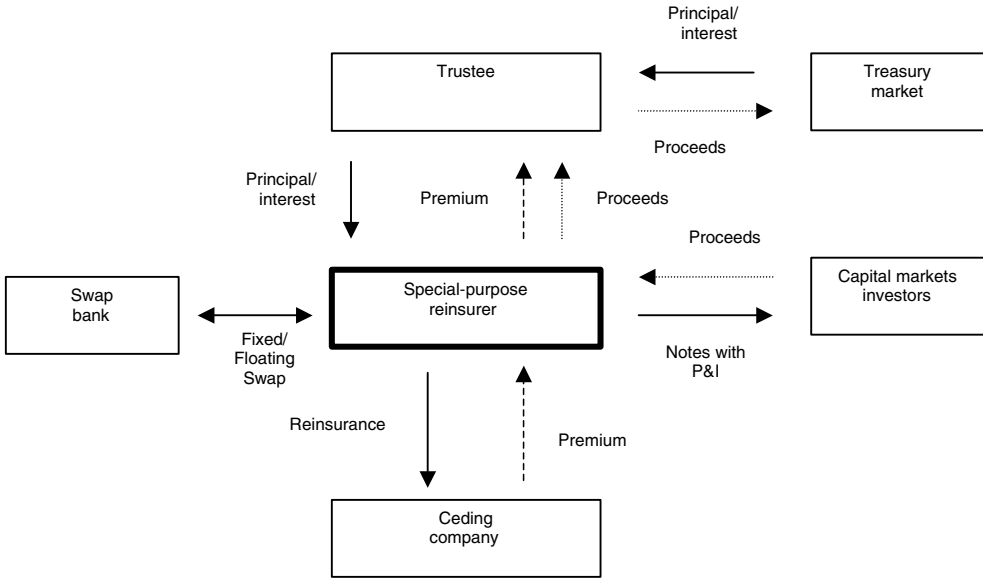 Principal/
interest
Trustee
Treasury
market
Proceeds
Principal/
interest
Premium
Proceeds
Proceeds
Swap
bank
Special-purpose
reinsurer
Capital markets
investors
Fixed/
Floating
Swap
Notes with
P&I
Reinsurance
Premium
Ceding
company